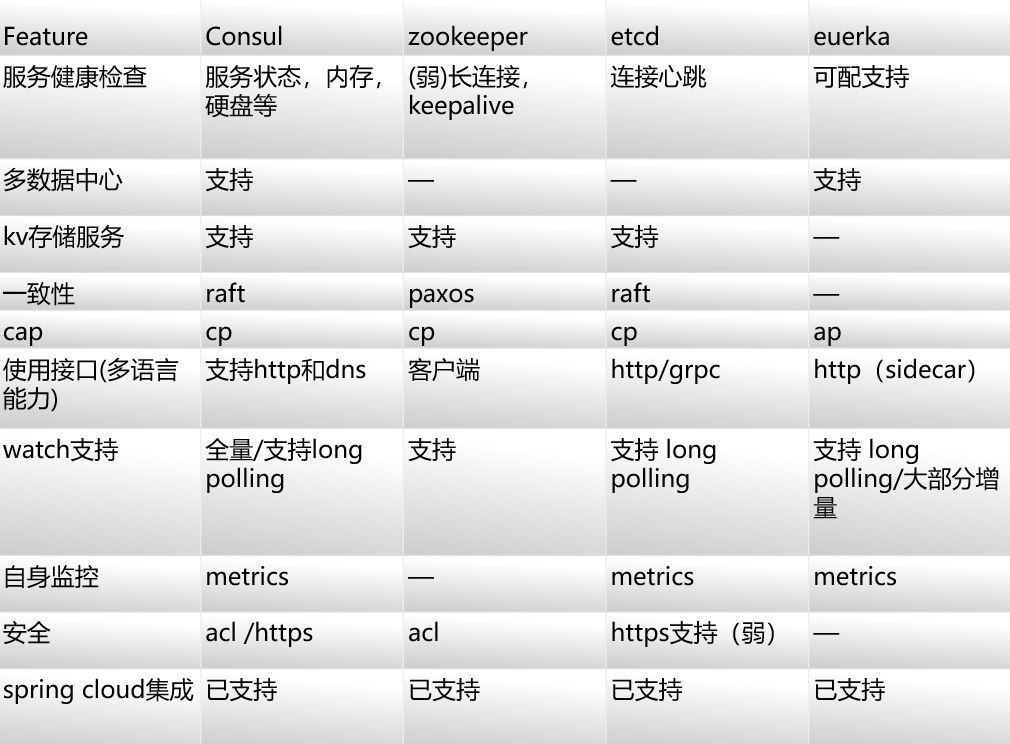 Feature Consul zookeeper etcd euerka
服务健康检查 服务状态，内存， (弱)长连接， 连接心跳 可配支持
硬盘等 keepalive
多数据中心 支持 — — 支持
kv存储服务 支持 支持 支持 —
一致性 raft paxos raft —
cap cp cp cp ap
使用接口(多语言 支持http和dns 客户端 http/grpc http（sidecar）
能力)
watch支持 全量/支持long 支持 支持 long 支持 long
polling polling polling/大部分增
量
自身监控 metrics — metrics metrics
安全 acl /https acl https支持（弱） —
spring cloud集成 已支持 已支持 已支持 已支持